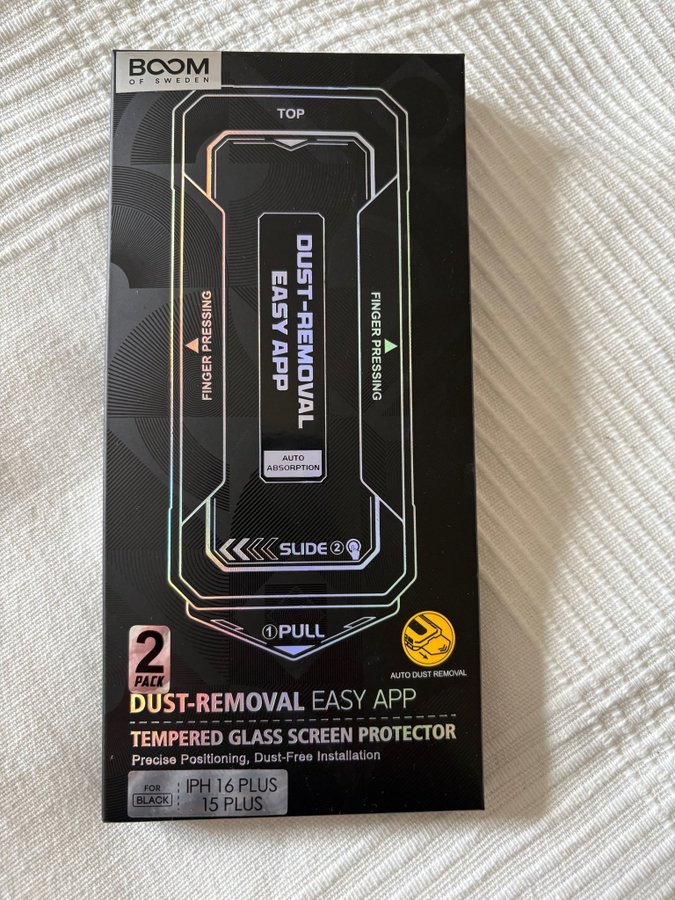 BOOM
OF SWEDEN
TOP
DUST-REMOVAL
EASY APP
FINGER PRESSING
FINGER PRESSING
AUTO
ABSORPTION
SLIDE ②
① PULL
2
PACK
AUTO DUST REMOVAL
DUST-REMOVAL EASY APP
TEMPERED GLASS SCREEN PROTECTOR
Precise Positioning, Dust-Free Installation
FOR
BLACK
IPH 16 PLUS
15 PLUS